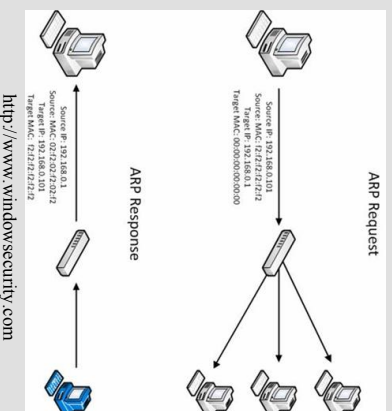 ARP Request
Source IP: 192.168.0.101
Source: MAC: f2:f2:f2:f2:f2:f2
Target IP: 192.168.0.1
Target MAC: 00:00:00:00:00:00
ARP Response
Source IP: 192.168.0.1
Source: MAC: 02:f2:02:f2:02:f2
Target IP: 192.168.0.101
Target MAC: f2:f2:f2:f2:f2:f2
http://www.windowsecurity.com